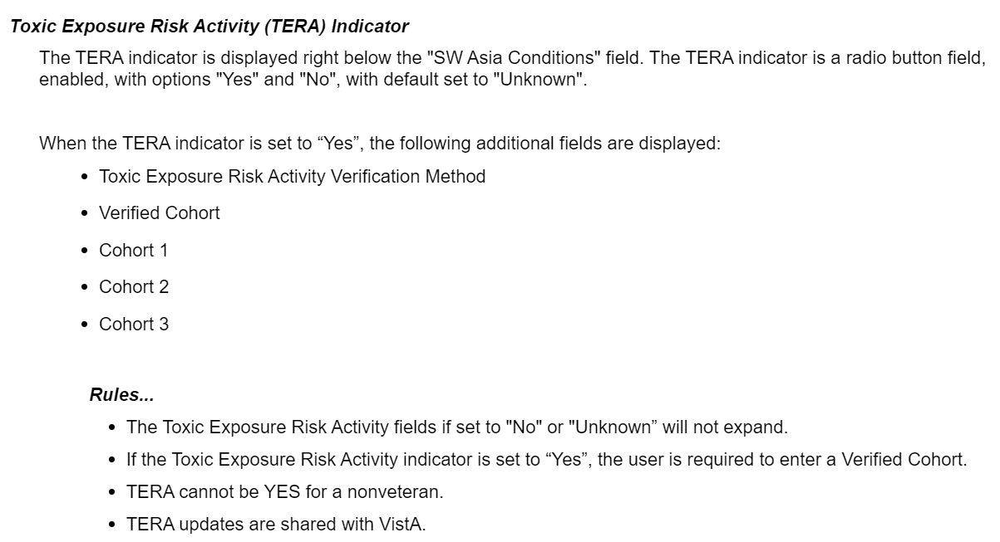 Toxic Exposure Risk Activity (TERA) Indicator
The TERA indicator is displayed right below the "SW Asia Conditions" field. The TERA indicator is a radio button field,
enabled, with options "Yes" and "No", with default set to "Unknown".
When the TERA indicator is set to “Yes”, the following additional fields are displayed:
• Toxic Exposure Risk Activity Verification Method
• Verified Cohort
• Cohort 1
• Cohort 2
• Cohort 3
Rules...
• The Toxic Exposure Risk Activity fields if set to "No" or "Unknown” will not expand.
• If the Toxic Exposure Risk Activity indicator is set to “Yes”, the user is required to enter a Verified Cohort.
• TERA cannot be YES for a nonveteran.
• TERA updates are shared with VistA.